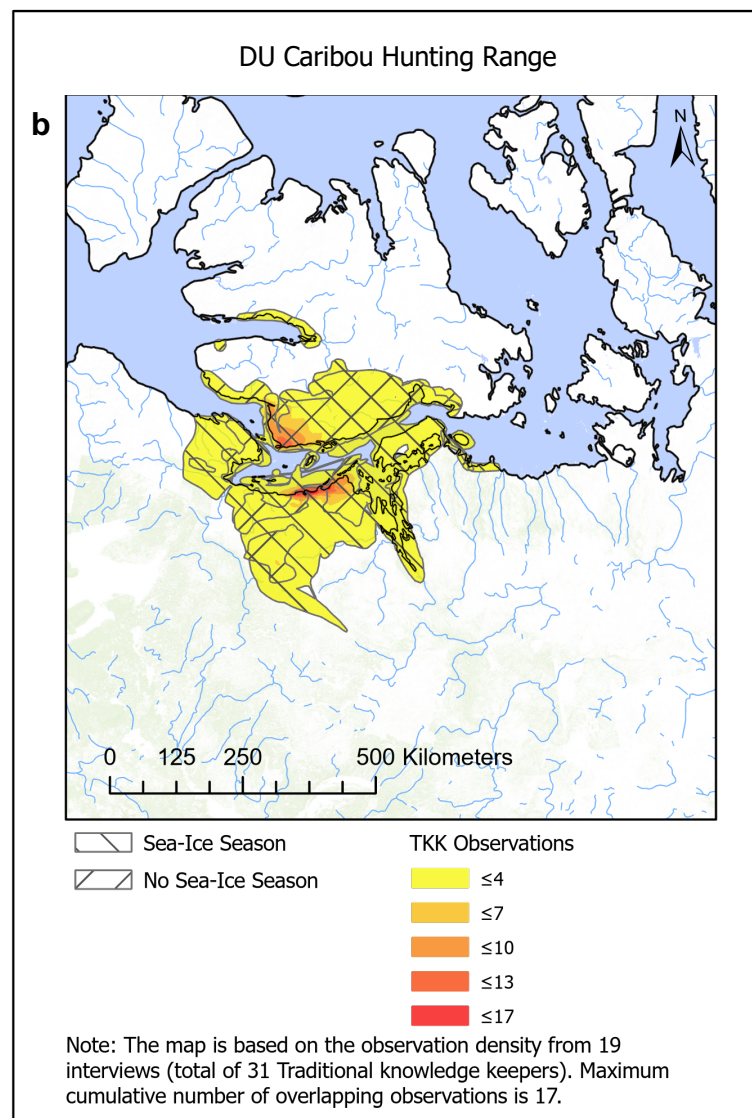 DU Caribou Hunting Range
b
N
0 125 250 500 Kilometers
Sea-Ice Season
No Sea-Ice Season
TKK Observations
≤4
≤7
≤10
≤13
≤17
Note: The map is based on the observation density from 19
interviews (total of 31 Traditional knowledge keepers). Maximum
cumulative number of overlapping observations is 17.